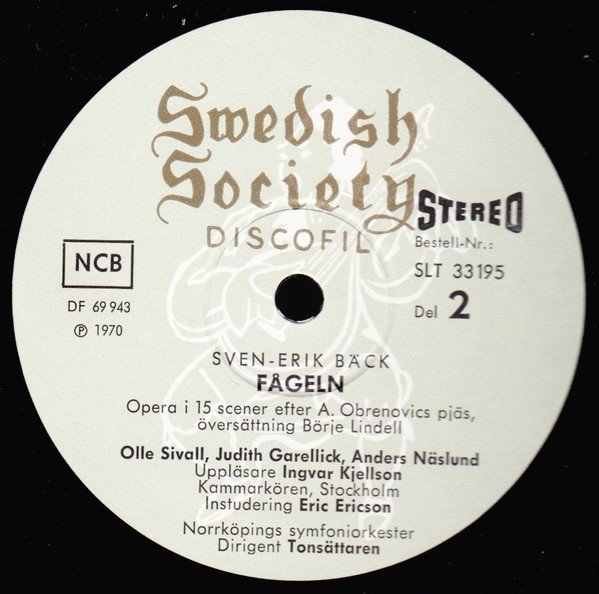 Swedish
Society
DISCOFIL
STEREO
Bestell-Nr.:
SLT 33195
Del 2
NCB
DF 69 943
℗ 1970
SVEN-ERIK BÄCK
FÅGELN
Opera i 15 scener efter A. Obrenovics pjäs,
översättning Börje Lindell
Olle Sivall, Judith Garellick, Anders Näslund
Uppläsare Ingvar Kjellson
Kammarkören, Stockholm
Instudering Eric Ericson
Norrköpings symfoniorkester
Dirigent Tonsättaren